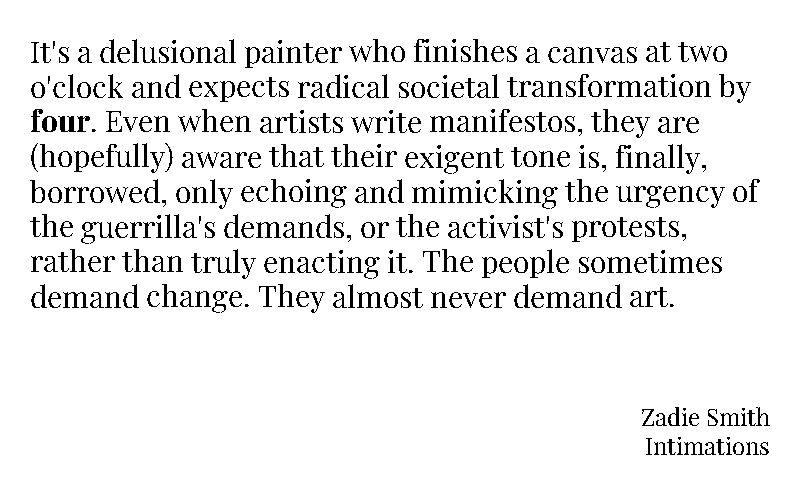 It's a delusional painter who finishes a canvas at two
o'clock and expects radical societal transformation by
four. Even when artists write manifestos, they are
(hopefully) aware that their exigent tone is, finally,
borrowed, only echoing and mimicking the urgency of
the guerrilla's demands, or the activist's protests,
rather than truly enacting it. The people sometimes
demand change. They almost never demand art.
Zadie Smith
Intimations